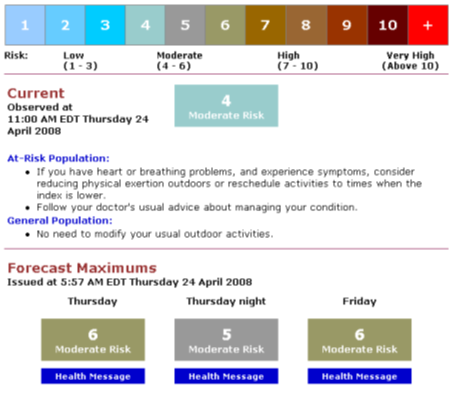 1 2 3 4 5 6 7 8 9 10 +
Risk: Low Moderate High Very High
(1 - 3) (4 - 6) (7 - 10) (Above 10)
Current
Observed at
11:00 AM EDT Thursday 24
April 2008
4
Moderate Risk
At-Risk Population:
If you have heart or breathing problems, and experience symptoms, consider
reducing physical exertion outdoors or reschedule activities to times when the
index is lower.
Follow your doctor's usual advice about managing your condition.
General Population:
No need to modify your usual outdoor activities.
Forecast Maximums
Issued at 5:57 AM EDT Thursday 24 April 2008
Thursday Thursday night Friday
6 5 6
Moderate Risk Moderate Risk Moderate Risk
Health Message Health Message Health Message